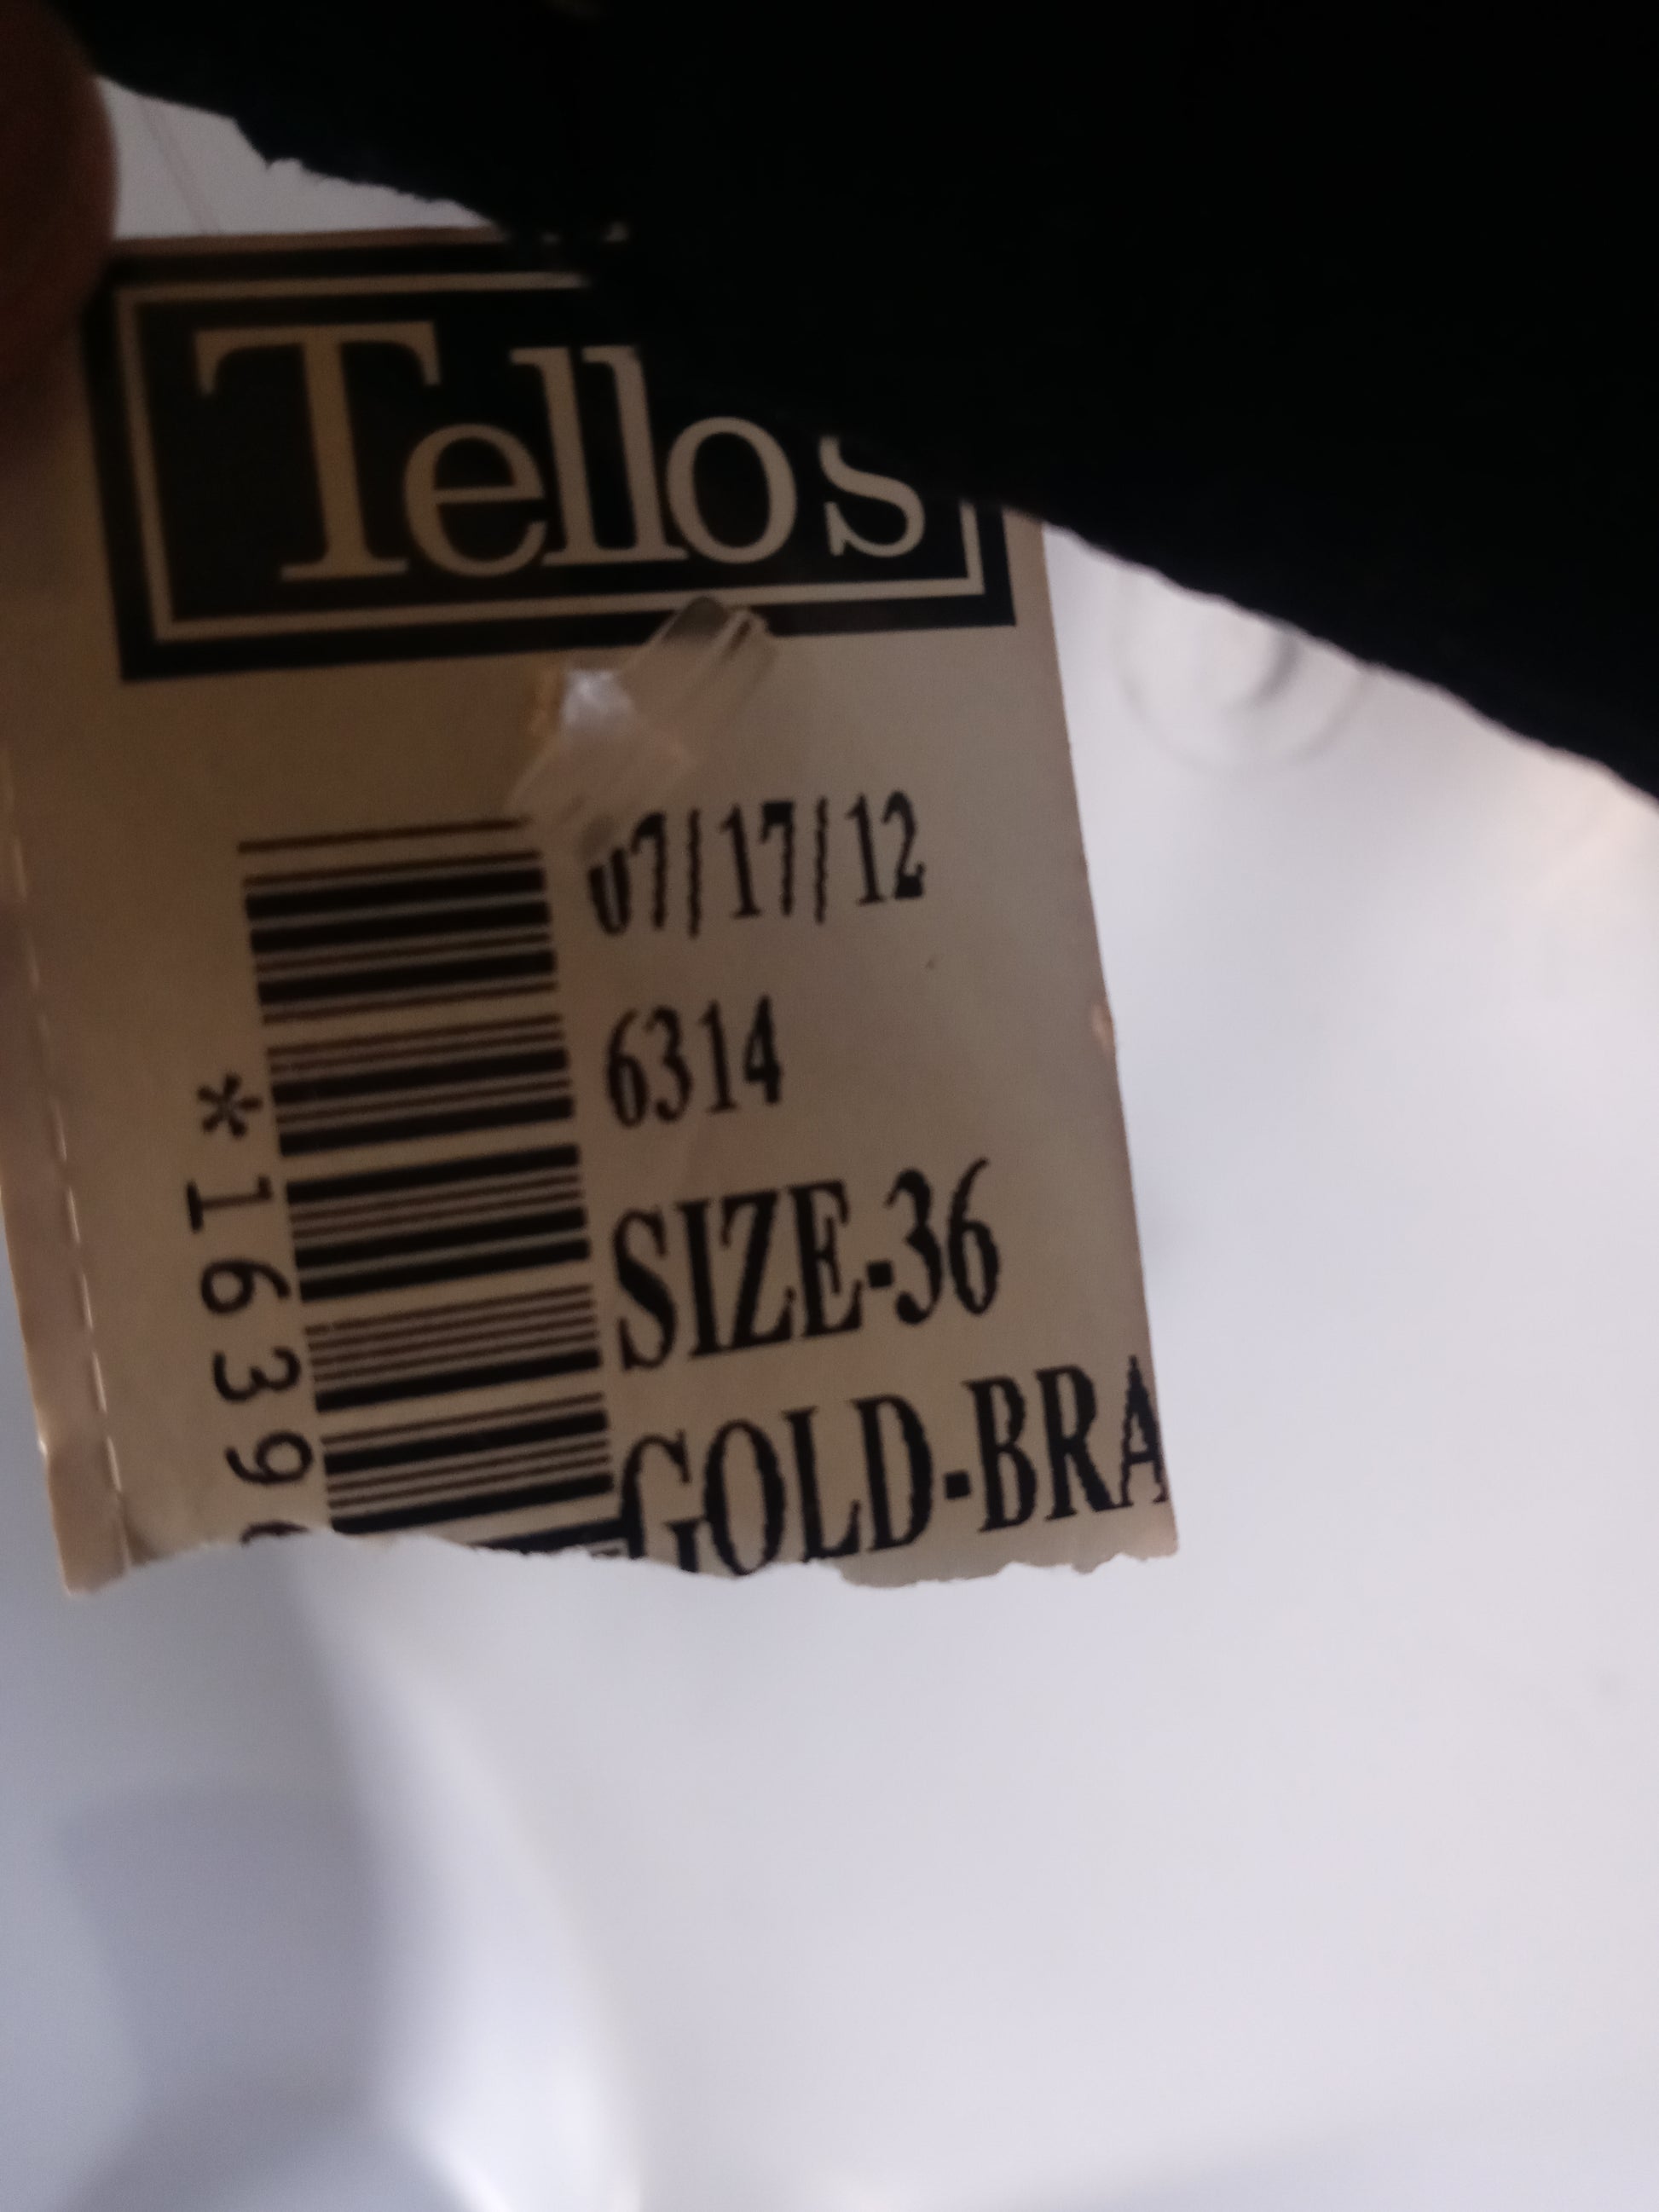 Tellos
07/17/12
6314
SIZE-36
GOLD-BRA
*1639